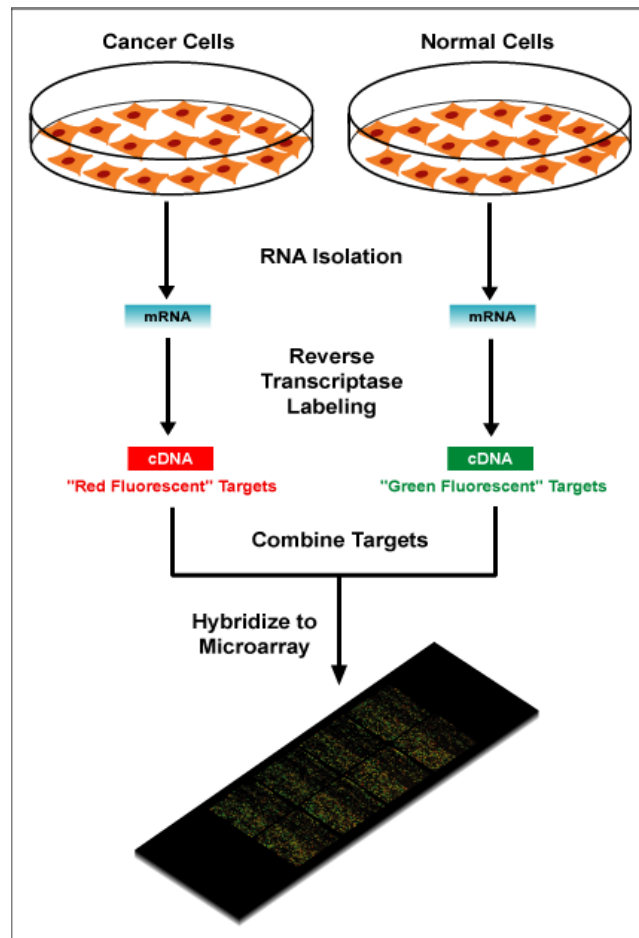 Cancer Cells
Normal Cells
RNA Isolation
mRNA
mRNA
Reverse
Transcriptase
Labeling
cDNA
cDNA
"Red Fluorescent" Targets
"Green Fluorescent" Targets
Combine Targets
Hybridize to
Microarray